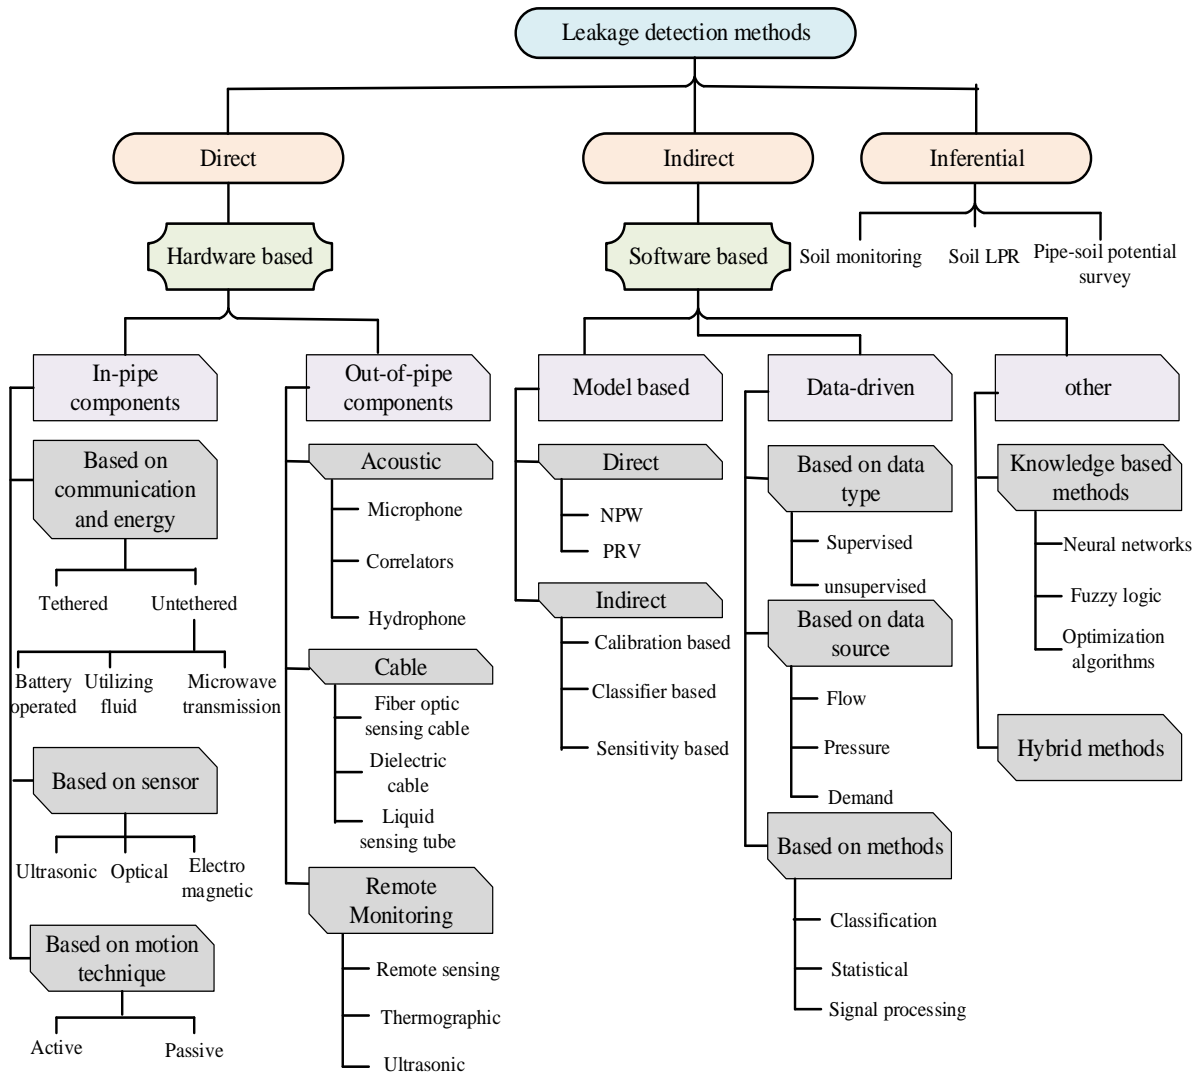 Leakage detection methods
Direct
Indirect
Inferential
Hardware based
Software based
Soil monitoring
Soil LPR
Pipe-soil potential
survey
In-pipe
components
Based on
communication
and energy
Tethered
Untethered
Battery
operated
Utilizing
fluid
Microwave
transmission
Based on sensor
Ultrasonic
Optical
Electro
magnetic
Based on motion
technique
Active
Passive
Out-of-pipe
components
Acoustic
Microphone
Correlators
Hydrophone
Cable
Fiber optic
sensing cable
Dielectric
cable
Liquid
sensing tube
Remote
Monitoring
Remote sensing
Thermographic
Ultrasonic
Model based
Direct
NPW
PRV
Indirect
Calibration based
Classifier based
Sensitivity based
Data-driven
Based on data
type
Supervised
unsupervised
Based on data
source
Flow
Pressure
Demand
Based on methods
Classification
Statistical
Signal processing
other
Knowledge based
methods
Neural networks
Fuzzy logic
Optimization
algorithms
Hybrid methods